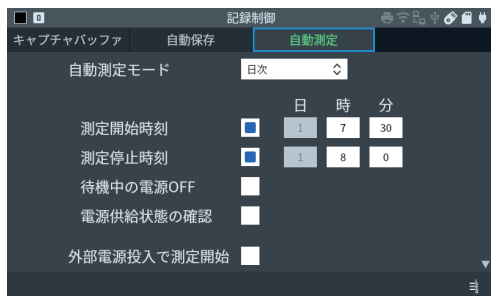 0 記録制御
キャプチャバッファ 自動保存 自動測定
自動測定モード 日次
日 時 分
測定開始時刻 1 7 30
測定停止時刻 1 8 0
待機中の電源OFF
電源供給状態の確認
外部電源投入で測定開始